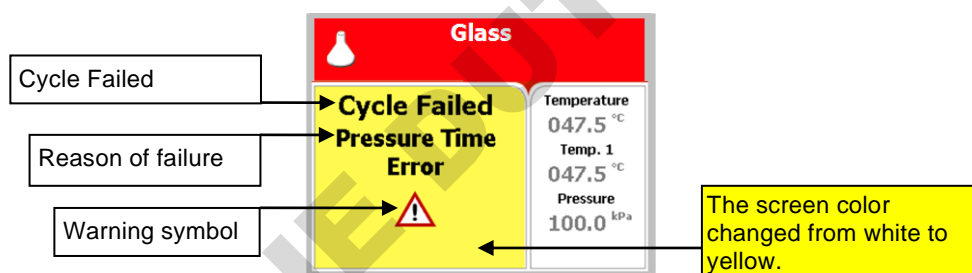 Glass
Cycle Failed
Cycle Failed
Pressure Time
Error
Reason of failure
Warning symbol
Temperature
047.5 °C
Temp. 1
047.5 °C
Pressure
100.0 kPa
The screen color
changed from white to
yellow.